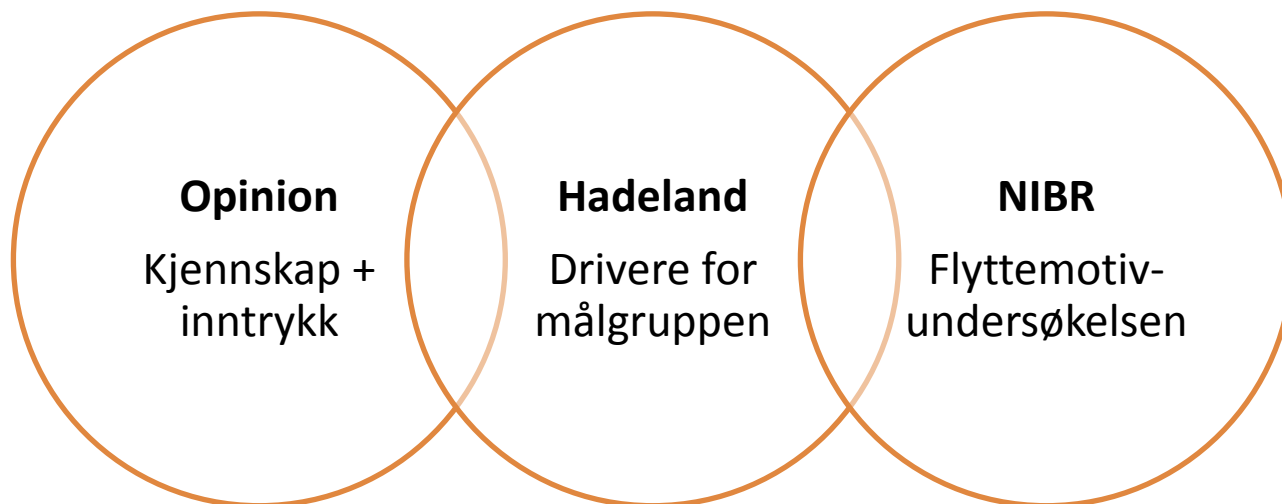 Opinion
Kjennskap +
inntrykk
Hadeland
Drivere for
målgruppen
NIBR
Flyttemotiv-
undersøkelsen